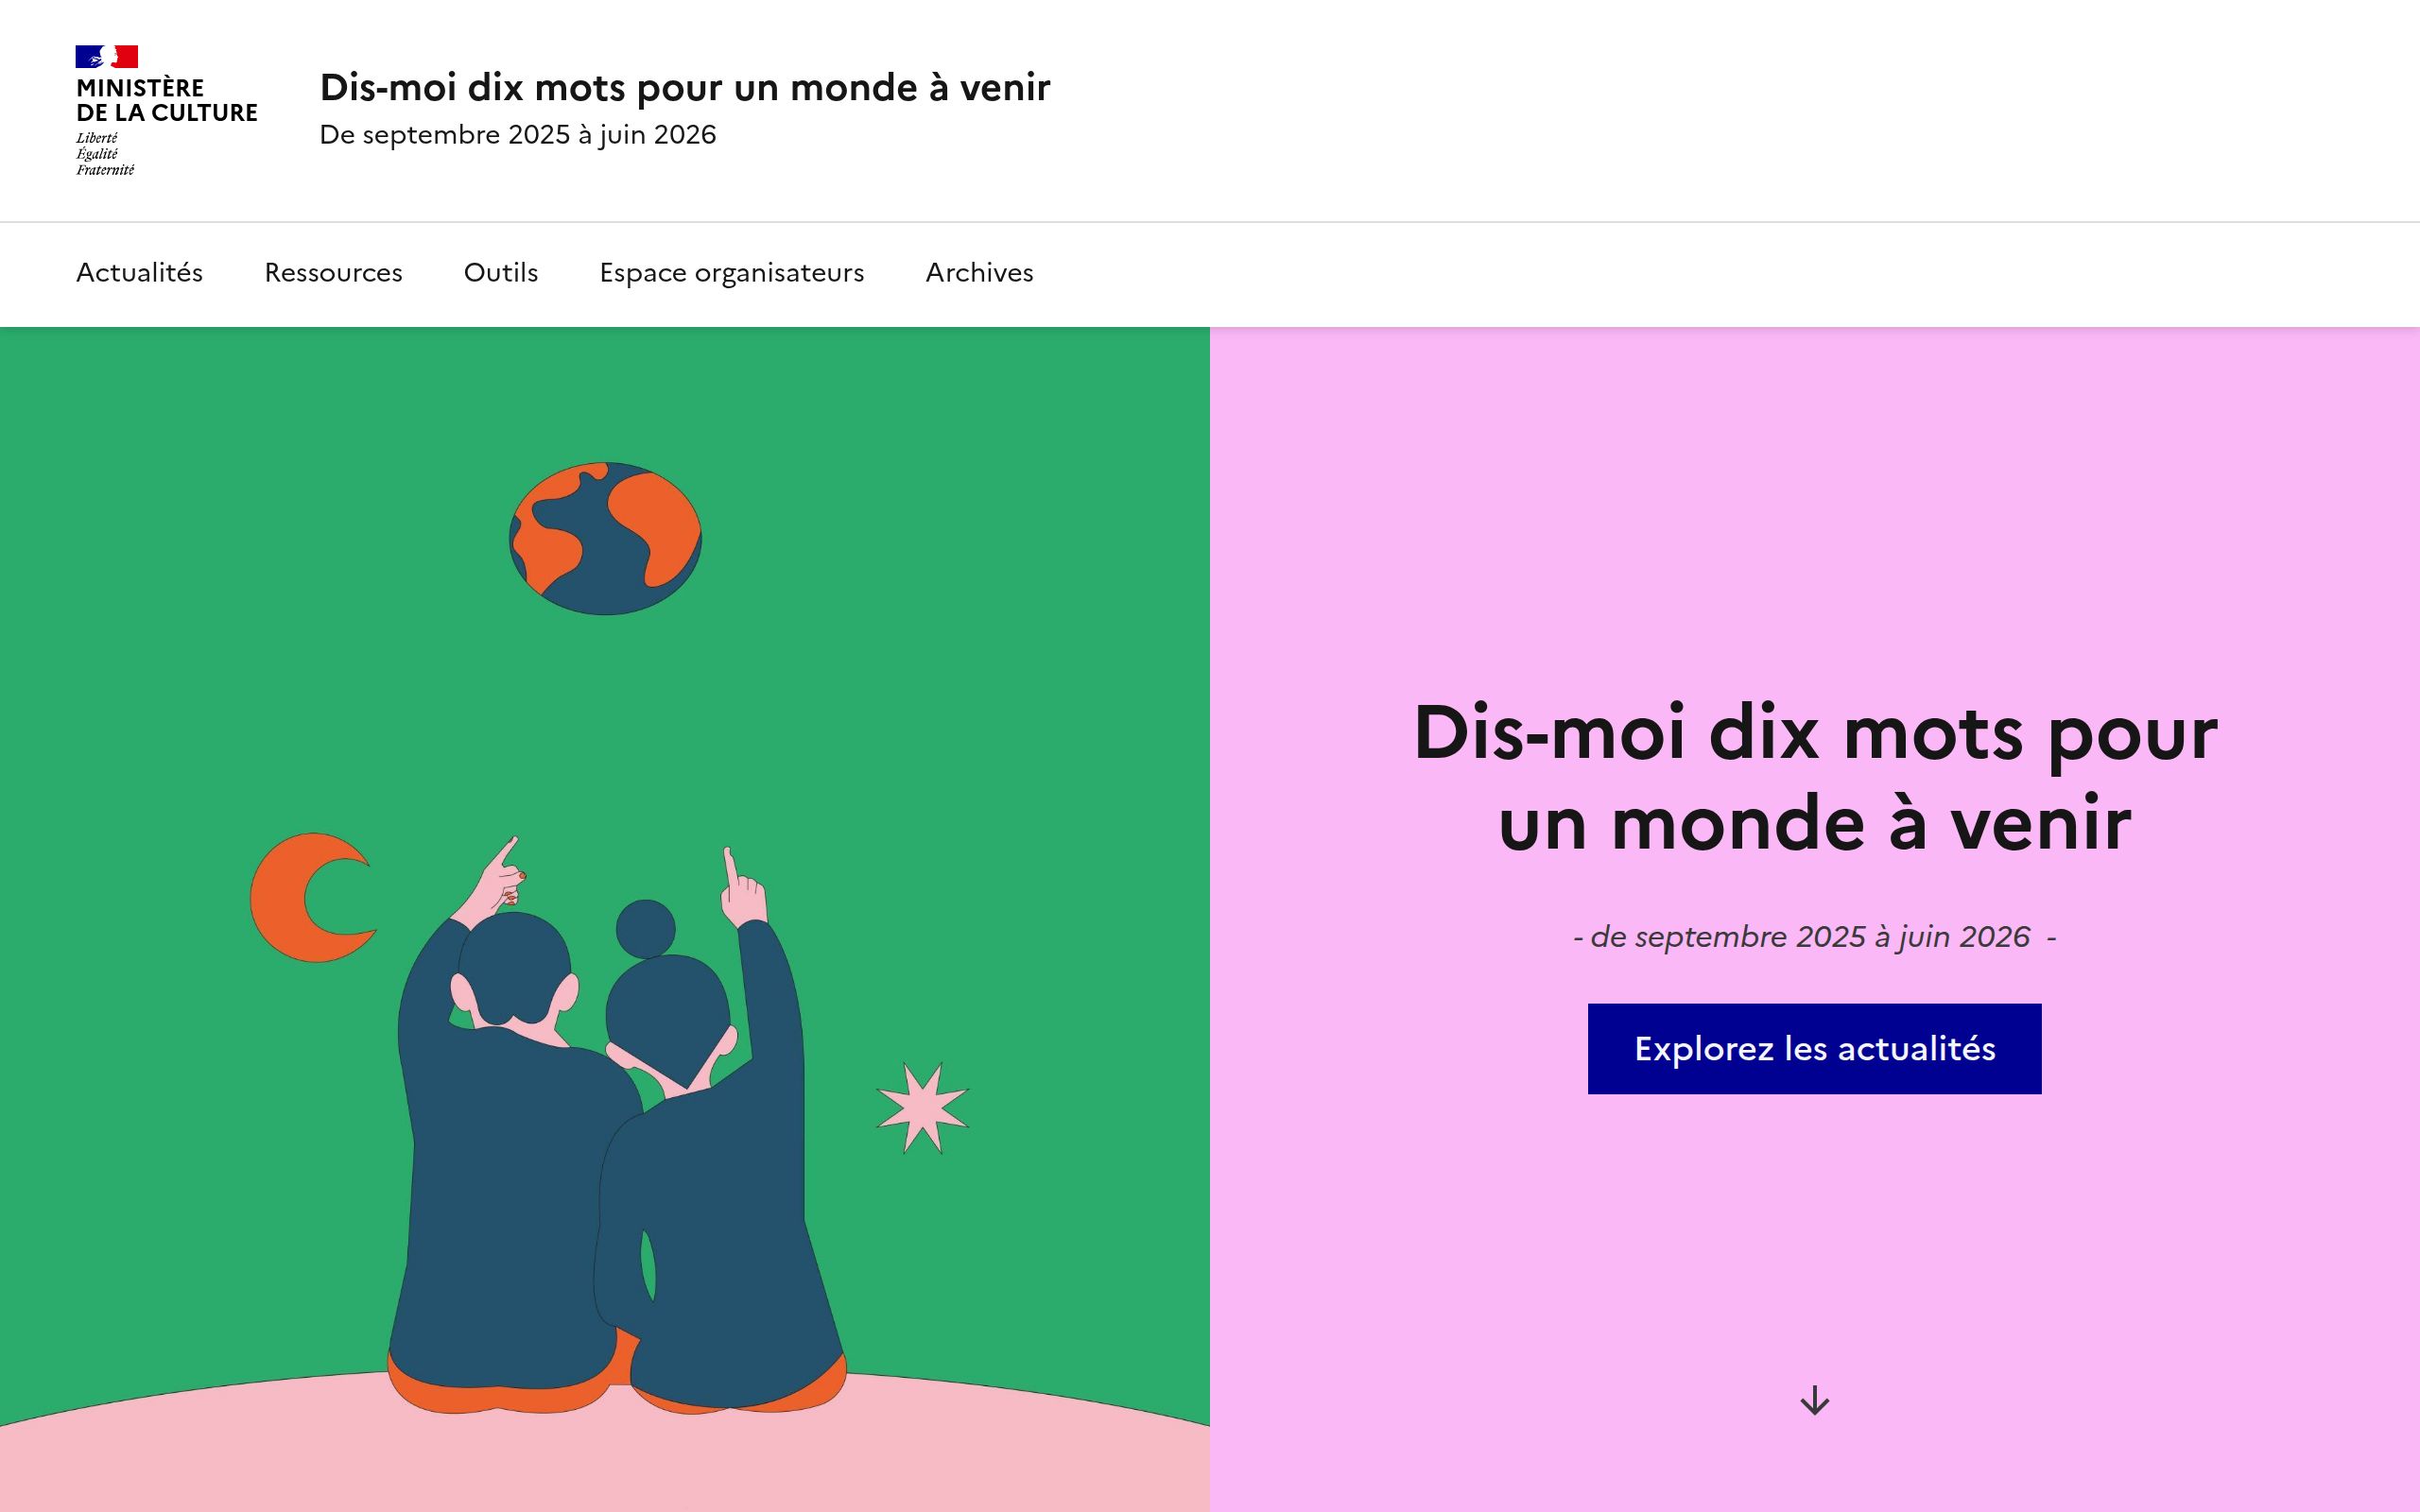 MINISTÈRE
DE LA CULTURE
Liberté
Égalité
Fraternité
Dis-moi dix mots pour un monde à venir
De septembre 2025 à juin 2026
Actualités
Ressources
Outils
Espace organisateurs
Archives
Dis-moi dix mots pour
un monde à venir
- de septembre 2025 à juin 2026 -
Explorez les actualités